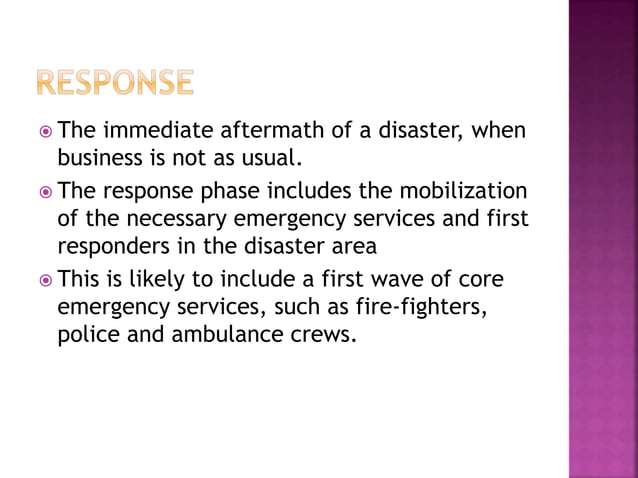 RESPONSE
The immediate aftermath of a disaster, when
business is not as usual.
The response phase includes the mobilization
of the necessary emergency services and first
responders in the disaster area
This is likely to include a first wave of core
emergency services, such as fire-fighters,
police and ambulance crews.